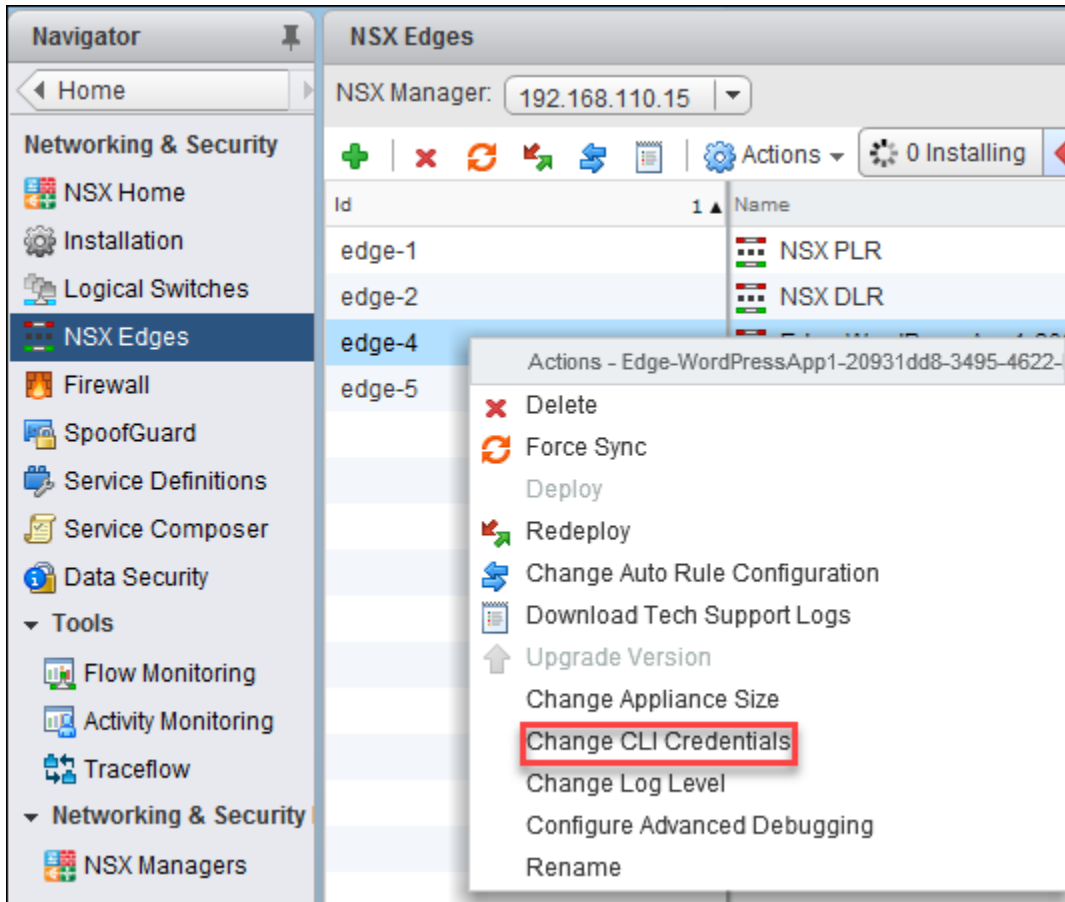 Navigator
NSX Edges
Home
NSX Manager: 192.168.110.15
Networking & Security
Actions
0 Installing
NSX Home
Id 1 Name
Installation
edge-1 NSX PLR
Logical Switches
edge-2 NSX DLR
NSX Edges
edge-4
Actions - Edge-WordPressApp1-20931dd8-3495-4622-
Firewall
edge-5
Delete
SpoofGuard
Force Sync
Service Definitions
Deploy
Service Composer
Redeploy
Data Security
Change Auto Rule Configuration
Tools
Download Tech Support Logs
Flow Monitoring
Upgrade Version
Activity Monitoring
Change Appliance Size
Traceflow
Change CLI Credentials
Networking & Security
Change Log Level
NSX Managers
Configure Advanced Debugging
Rename